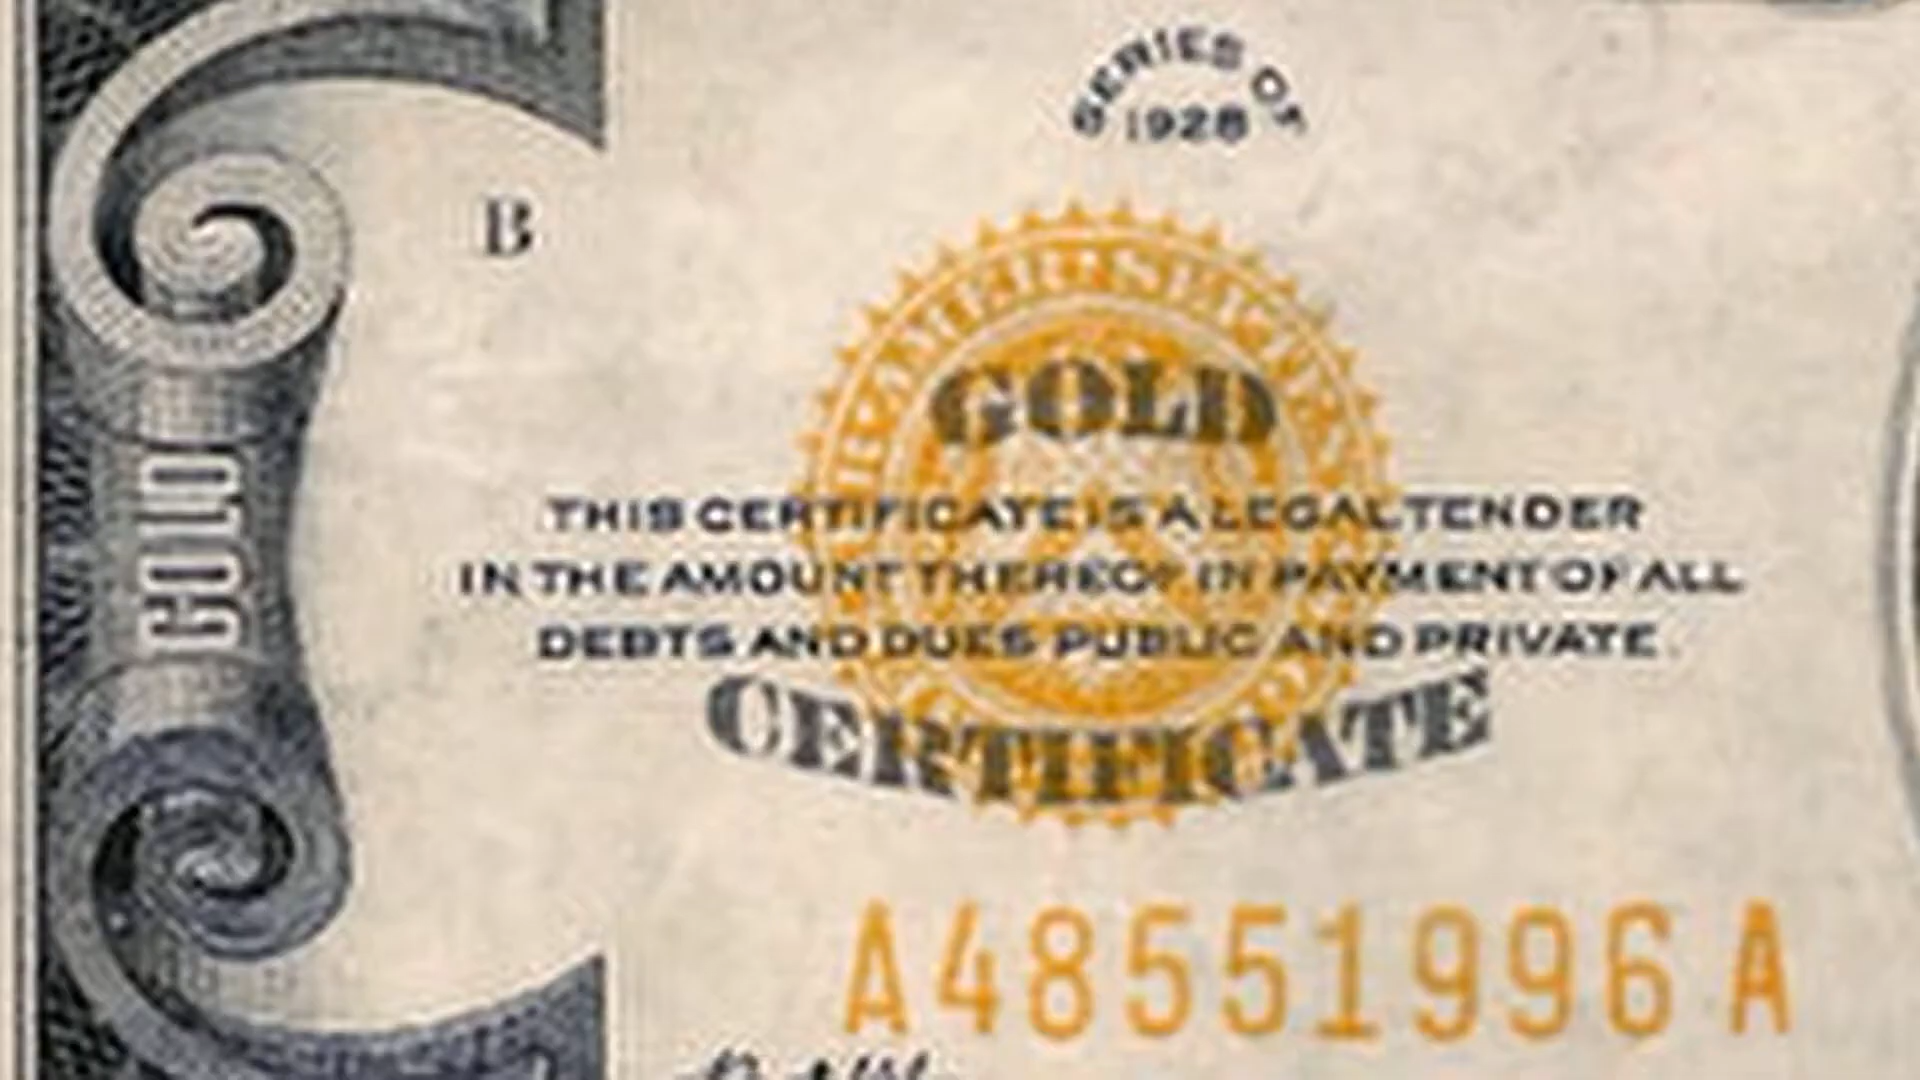 SERIES OF
1928
B
GOLD
GOLD
THIS CERTIFICATE IS A LEGAL TENDER
IN THE AMOUNT THEREOF IN PAYMENT OF ALL
DEBTS AND DUES PUBLIC AND PRIVATE.
CERTIFICATE
A48551996A